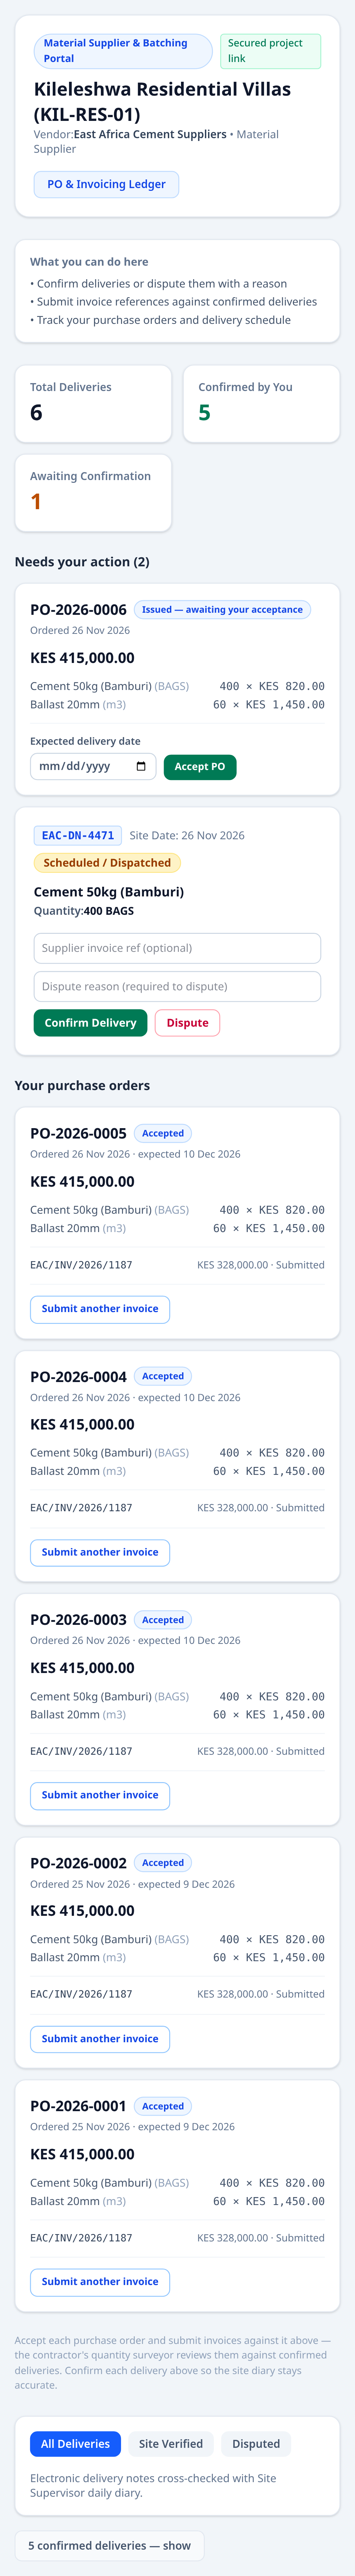 Material Supplier & Batching
Portal
Secured project
link
Kileleshwa Residential Villas
(KIL-RES-01)
Vendor:East Africa Cement Suppliers • Material
Supplier
PO & Invoicing Ledger
What you can do here
• Confirm deliveries or dispute them with a reason
• Submit invoice references against confirmed deliveries
• Track your purchase orders and delivery schedule
Total Deliveries
6
Confirmed by You
5
Awaiting Confirmation
1
Needs your action (2)
PO-2026-0006 Issued — awaiting your acceptance
Ordered 26 Nov 2026
KES 415,000.00
Cement 50kg (Bamburi) (BAGS) 400 × KES 820.00
Ballast 20mm (m3) 60 × KES 1,450.00
Expected delivery date
mm/dd/yyyy Accept PO
EAC-DN-4471 Site Date: 26 Nov 2026
Scheduled / Dispatched
Cement 50kg (Bamburi)
Quantity:400 BAGS
Supplier invoice ref (optional)
Dispute reason (required to dispute)
Confirm Delivery Dispute
Your purchase orders
PO-2026-0005 Accepted
Ordered 26 Nov 2026 · expected 10 Dec 2026
KES 415,000.00
Cement 50kg (Bamburi) (BAGS) 400 × KES 820.00
Ballast 20mm (m3) 60 × KES 1,450.00
EAC/INV/2026/1187 KES 328,000.00 · Submitted
Submit another invoice
PO-2026-0004 Accepted
Ordered 26 Nov 2026 · expected 10 Dec 2026
KES 415,000.00
Cement 50kg (Bamburi) (BAGS) 400 × KES 820.00
Ballast 20mm (m3) 60 × KES 1,450.00
EAC/INV/2026/1187 KES 328,000.00 · Submitted
Submit another invoice
PO-2026-0003 Accepted
Ordered 26 Nov 2026 · expected 10 Dec 2026
KES 415,000.00
Cement 50kg (Bamburi) (BAGS) 400 × KES 820.00
Ballast 20mm (m3) 60 × KES 1,450.00
EAC/INV/2026/1187 KES 328,000.00 · Submitted
Submit another invoice
PO-2026-0002 Accepted
Ordered 25 Nov 2026 · expected 9 Dec 2026
KES 415,000.00
Cement 50kg (Bamburi) (BAGS) 400 × KES 820.00
Ballast 20mm (m3) 60 × KES 1,450.00
EAC/INV/2026/1187 KES 328,000.00 · Submitted
Submit another invoice
PO-2026-0001 Accepted
Ordered 25 Nov 2026 · expected 9 Dec 2026
KES 415,000.00
Cement 50kg (Bamburi) (BAGS) 400 × KES 820.00
Ballast 20mm (m3) 60 × KES 1,450.00
EAC/INV/2026/1187 KES 328,000.00 · Submitted
Submit another invoice
Accept each purchase order and submit invoices against it above —
the contractor's quantity surveyor reviews them against confirmed
deliveries. Confirm each delivery above so the site diary stays
accurate.
All Deliveries Site Verified Disputed
Electronic delivery notes cross-checked with Site
Supervisor daily diary.
5 confirmed deliveries — show